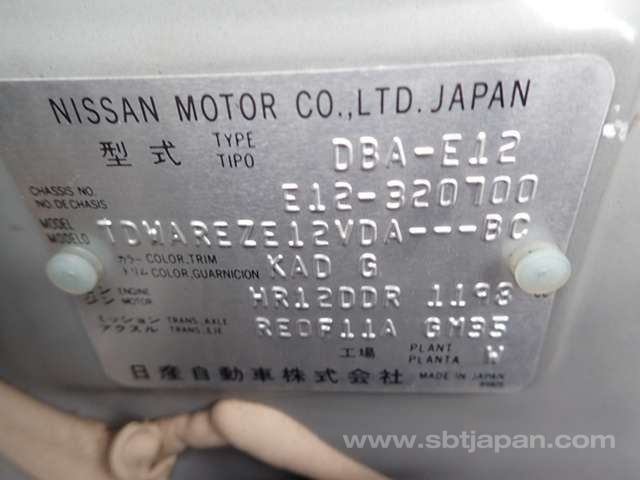 NISSAN MOTOR CO.,LTD. JAPAN
型式 TYPE TIPO DBA-E12
CHASSIS NO. NO. DE CHASIS E12-320700
MODEL MODELO TDWAREZE12VDA---BC
カラー COLOR,TRIM トリム COLOR,GUARNICION KAD G
ENGINE ジン MOTOR HR12DDR 1198 cc
ミッション TRANS. AXLE アクスル TRANS.EJE RE0F11A GM35
工場 PLANT PLANTA W
日産自動車株式会社 MADE IN JAPAN
www.sbtjapan.com